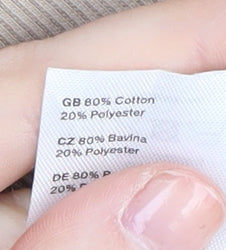 GB 80% Cotton
20% Polyester
CZ 80% Bavlna
20% Polyester
DE 80%
20%